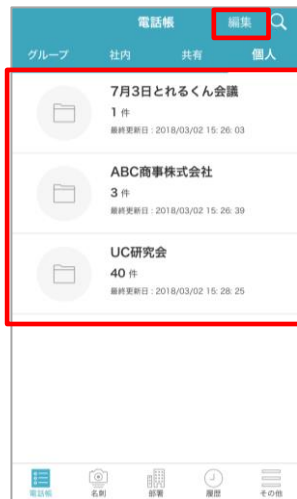 電話帳 編集
グループ 社内 共有 個人
7月3日とれるくん会議
1 件
最終更新日 : 2018/03/02 15: 26: 03
ABC商事株式会社
3 件
最終更新日 : 2018/03/02 15: 26: 39
UC研究会
40 件
最終更新日 : 2018/03/02 15: 28: 25
電話帳 名刺 部署 履歴 その他